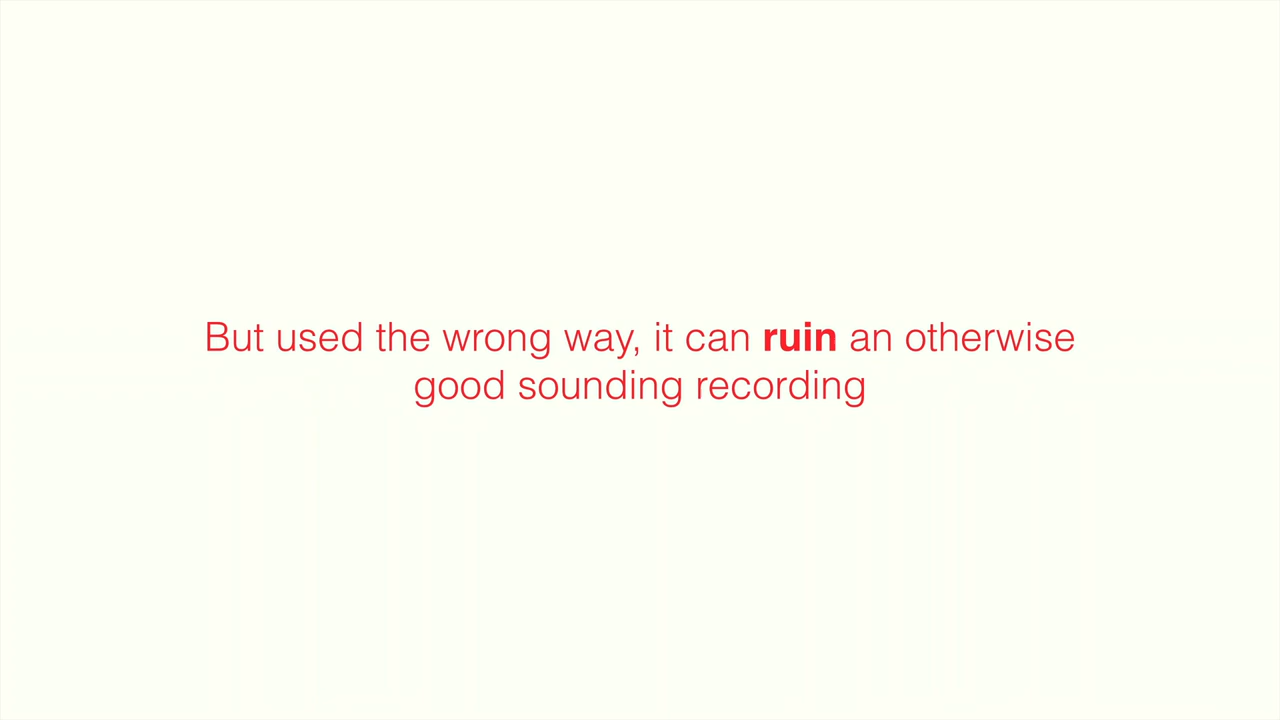 But used the wrong way, it can ruin an otherwise
good sounding recording